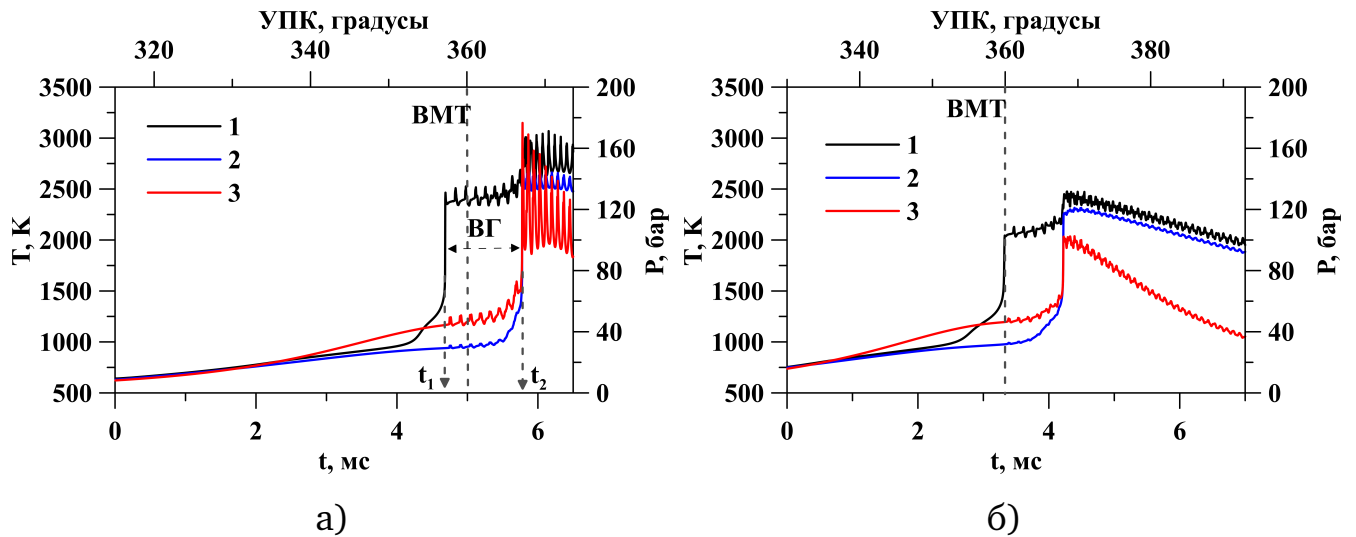 УПК, градусы
320 340 360
3500 3000 2500 2000 1500 1000 500
T, K
200 160 120 80 40 0
P, бар
ВМТ
1
2
3
ВГ
t1 t2
0 2 4 6
t, мс
а)
УПК, градусы
340 360 380
3500 3000 2500 2000 1500 1000 500
T, K
200 160 120 80 40 0
P, бар
ВМТ
1
2
3
0 2 4 6
t, мс
б)